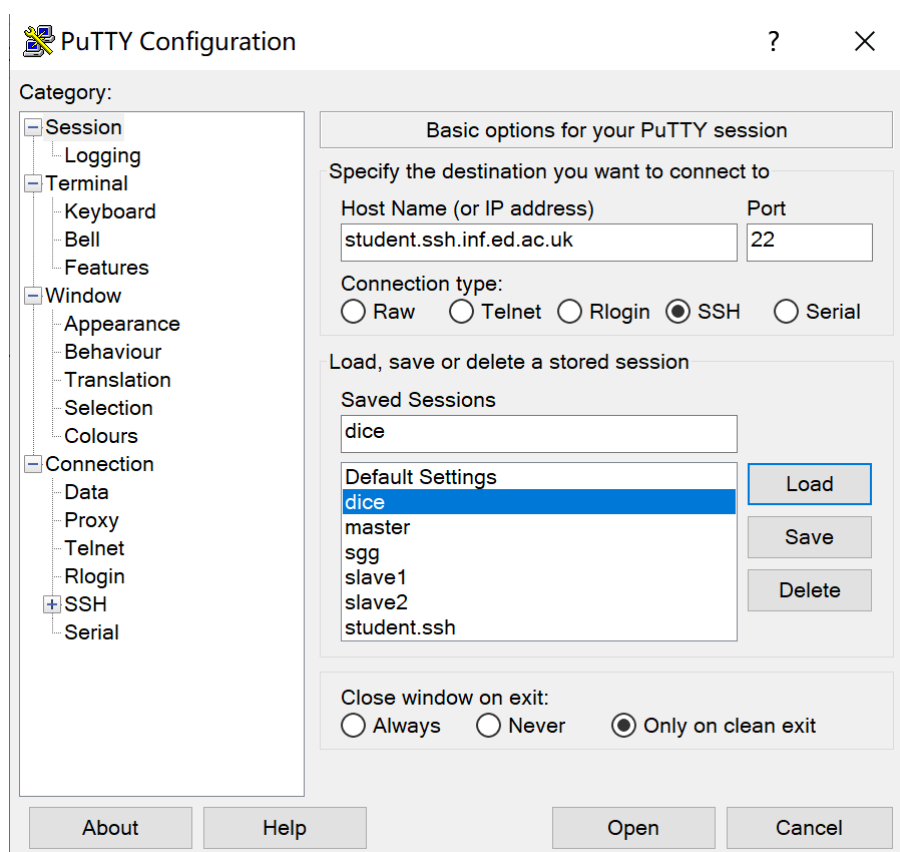 PuTTY Configuration
?
Category:
Session
Logging
Terminal
Keyboard
Bell
Features
Window
Appearance
Behaviour
Translation
Selection
Colours
Connection
Data
Proxy
Telnet
Rlogin
SSH
Serial
Basic options for your PuTTY session
Specify the destination you want to connect to
Host Name (or IP address) Port
student.ssh.inf.ed.ac.uk 22
Connection type:
Raw Telnet Rlogin SSH Serial
Load, save or delete a stored session
Saved Sessions
dice
Default Settings
dice
master
sgg
slave1
slave2
student.ssh
Load
Save
Delete
Close window on exit:
Always Never Only on clean exit
About Help Open Cancel